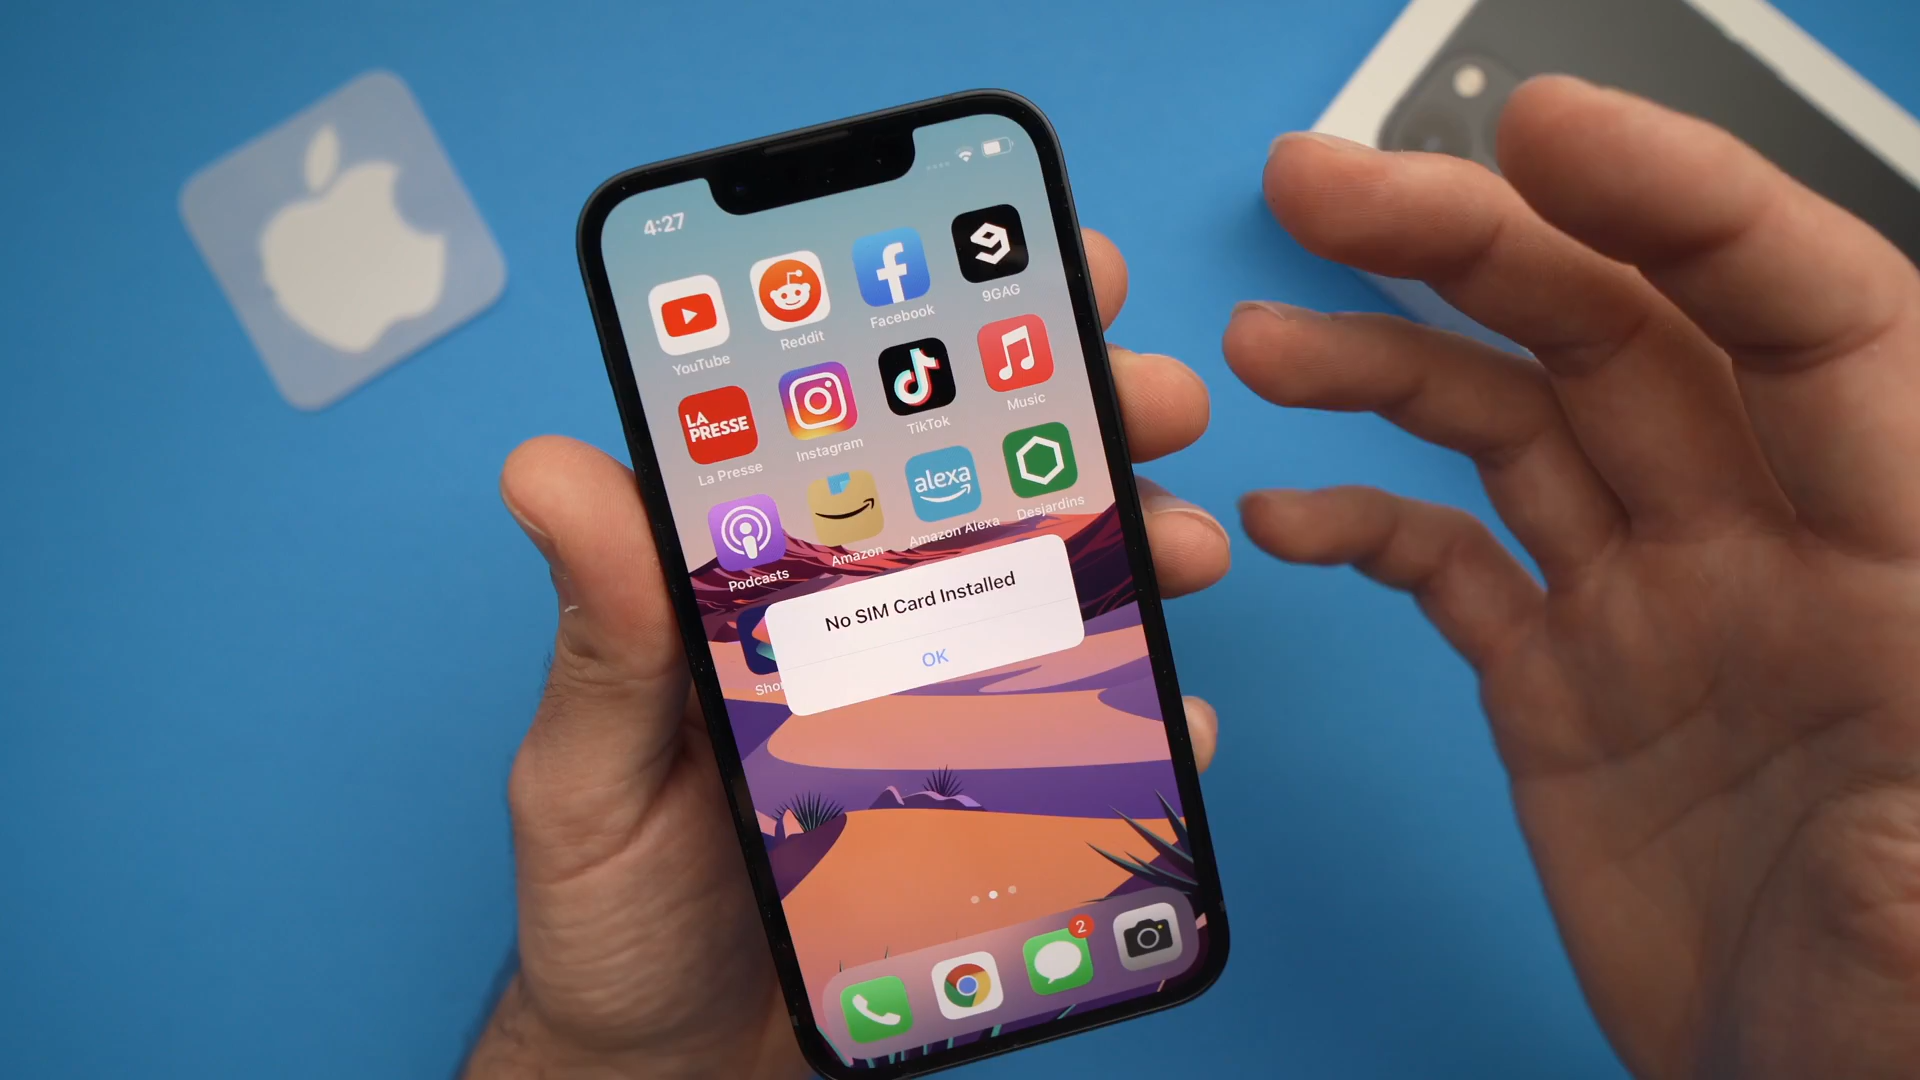 4:27
YouTube
Reddit
Facebook
9GAG
LA
PRESSE
La Presse
Instagram
TikTok
Music
alexa
Podcasts
Amazon
Amazon Alexa
Desjardins
No SIM Card Installed
OK
Sho
2